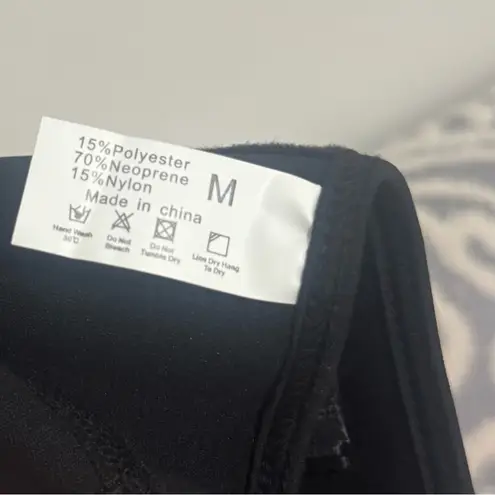 15%Polyester
70%Neoprene
15%Nylon
M
Made in china
Hand Wash
30°C
Do Not
Bleach
Do Not
Tumble Dry
Line Dry Hang
To Dry